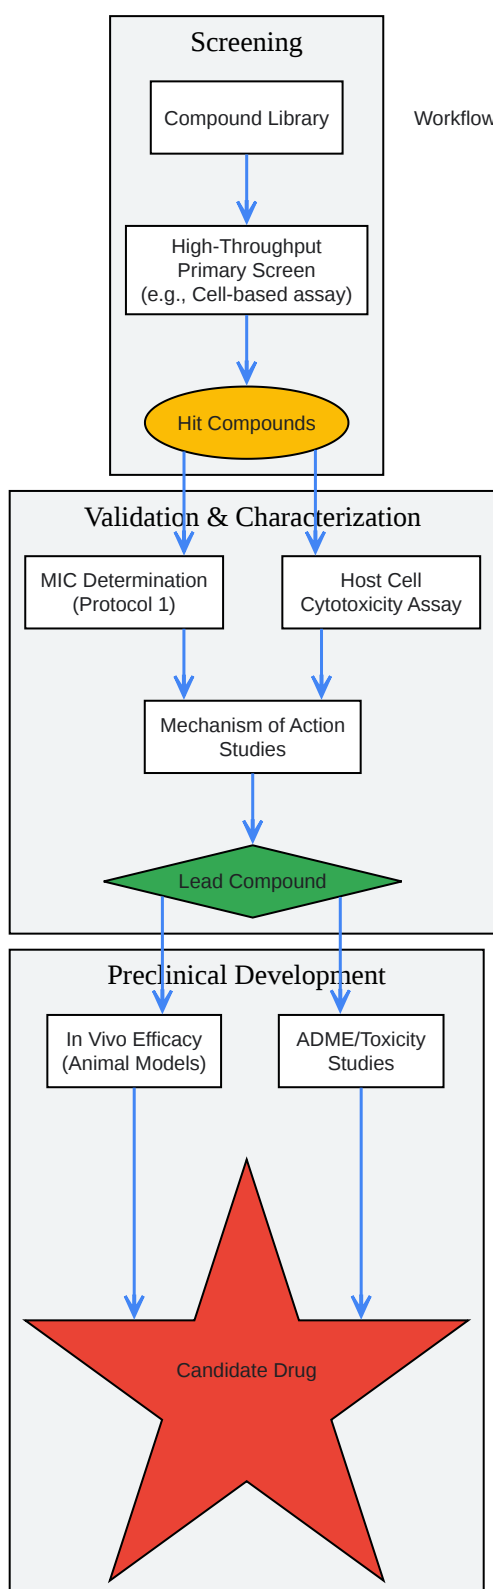 Screening
Compound Library
Workflow
High-Throughput
Primary Screen
(e.g., Cell-based assay)
Hit Compounds
Validation & Characterization
MIC Determination
(Protocol 1)
Host Cell
Cytotoxicity Assay
Mechanism of Action
Studies
Lead Compound
Preclinical Development
In Vivo Efficacy
(Animal Models)
ADME/Toxicity
Studies
Candidate Drug